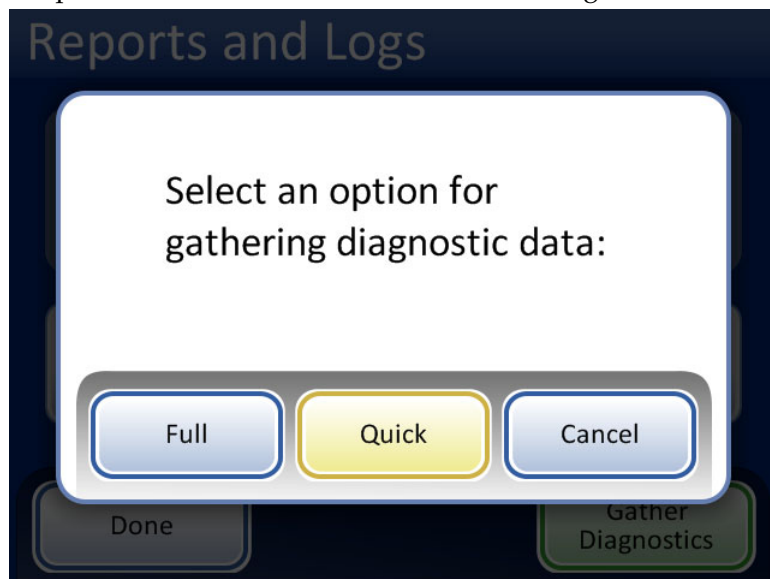 Reports and Logs
Select an option for
gathering diagnostic data:
Full
Quick
Cancel
Done
Gather
Diagnostics